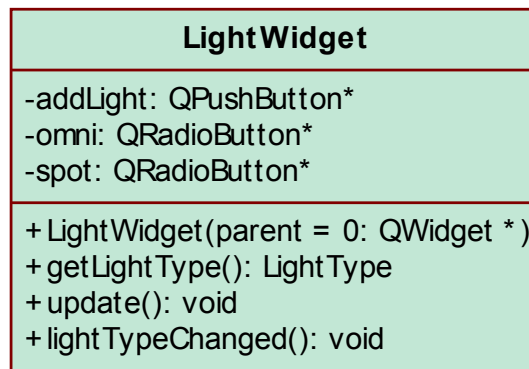 LightWidget
-addLight: QPushButton*
-omni: QRadioButton*
-spot: QRadioButton*
+LightWidget(parent = 0: QWidget *)
+getLightType(): LightType
+update(): void
+lightTypeChanged(): void